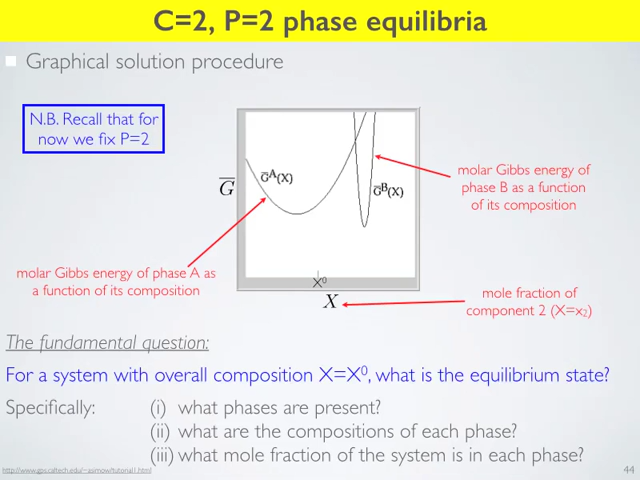 C=2, P=2 phase equilibria
Graphical solution procedure
N.B. Recall that for
now we fix P=2
G̅
G̅ᴬ(X)
G̅ᴮ(X)
molar Gibbs energy of
phase B as a function
of its composition
molar Gibbs energy of phase A as
a function of its composition
X⁰
X
mole fraction of
component 2 (X=x₂)
The fundamental question:
For a system with overall composition X=X⁰, what is the equilibrium state?
Specifically: (i) what phases are present?
(ii) what are the compositions of each phase?
(iii) what mole fraction of the system is in each phase?
http://www.gps.caltech.edu/~asimow/tutorial1.html
44